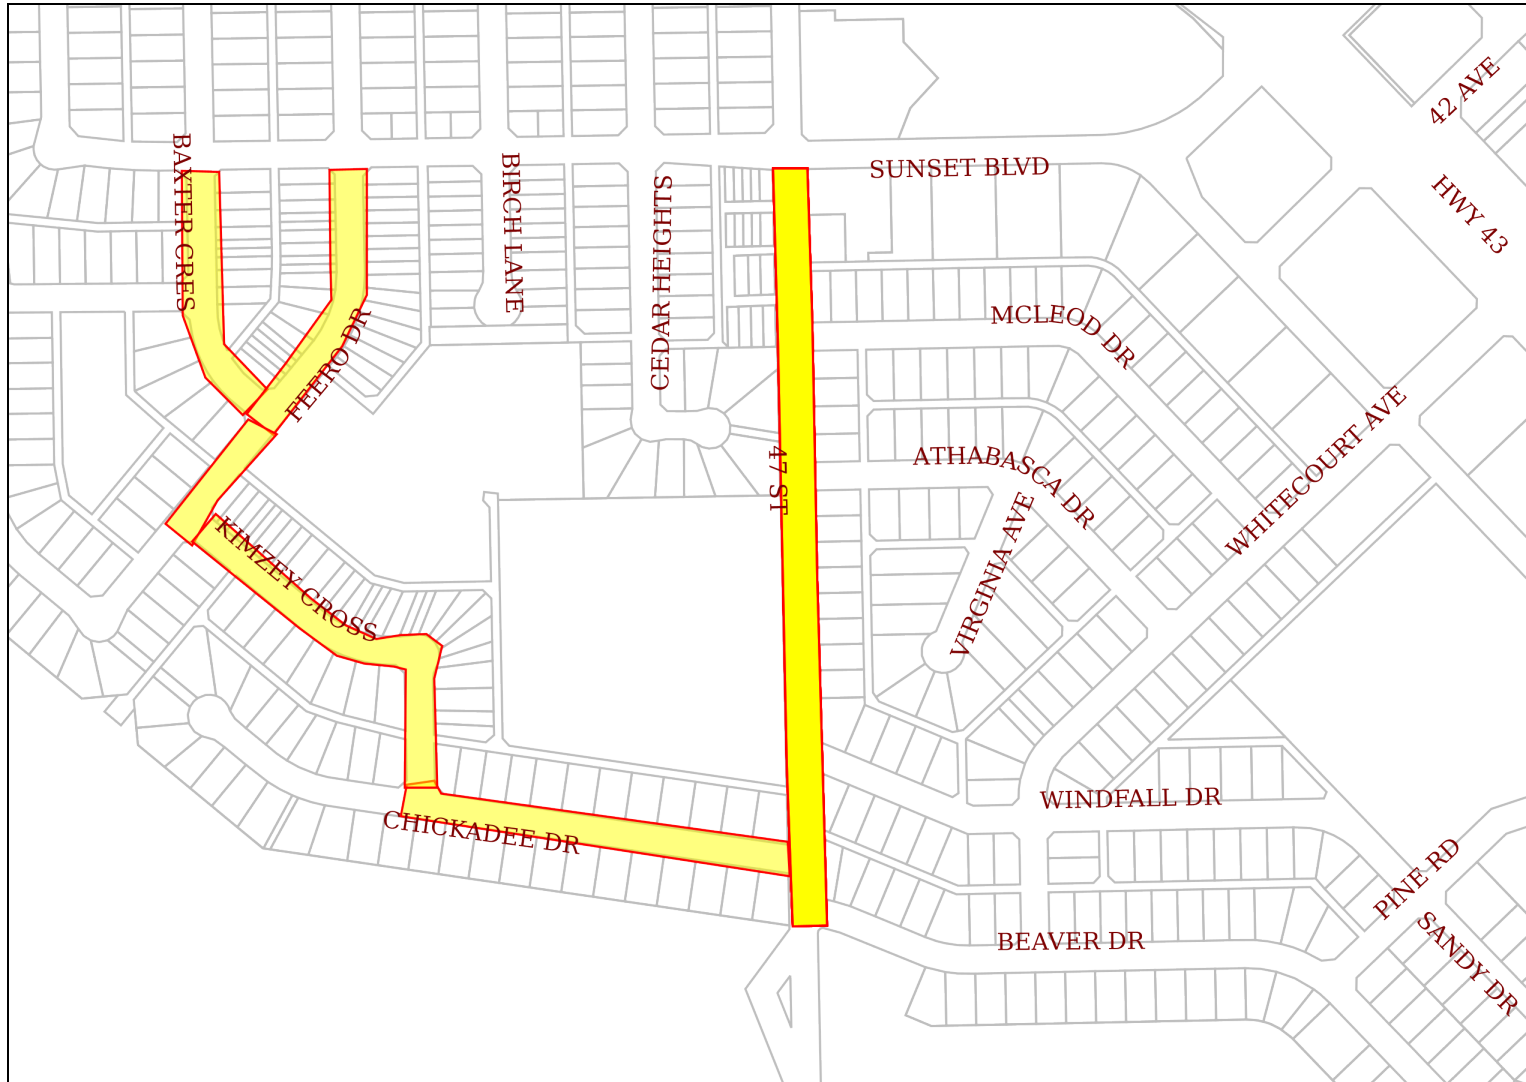 42 AVE
BAXTER CRES
BIRCH LANE
SUNSET BLVD
CEDAR HEIGHTS
HWY 43
FEERO DR
MCLEOD DR
WHITECOURT AVE
47 ST
ATHABASCA DR
VIRGINIA AVE
KIMZEY CROSS
WINDFALL DR
CHICKADEE DR
PINE RD
BEAVER DR
SANDY DR